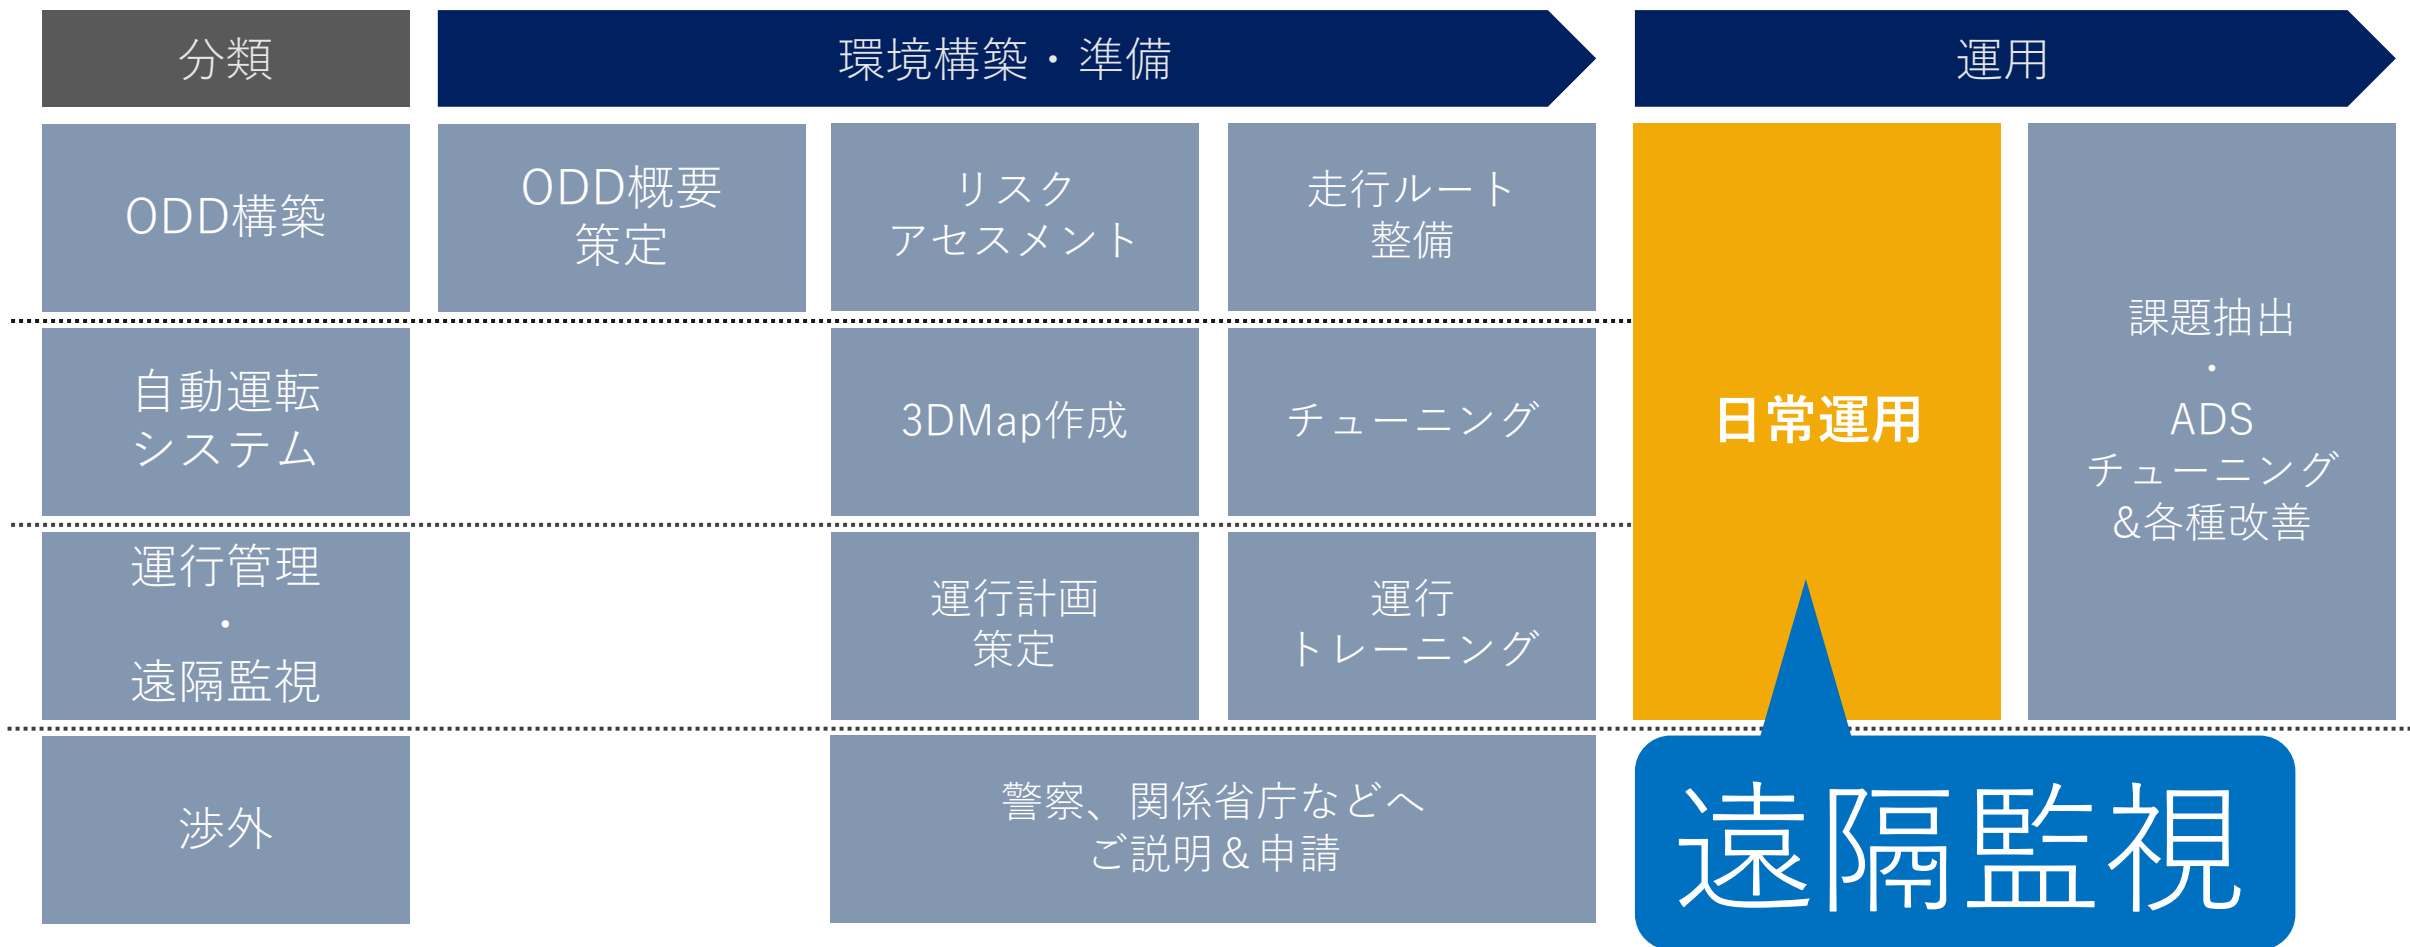 分類
環境構築・準備
運用
ODD構築
ODD概要
策定
リスク
アセスメント
走行ルート
整備
自動運転
システム
3DMap作成
チューニング
日常運用
課題抽出
・
ADS
チューニング
&各種改善
運行管理
・
遠隔監視
運行計画
策定
運行
トレーニング
渉外
警察、関係省庁などへ
ご説明＆申請
遠隔監視